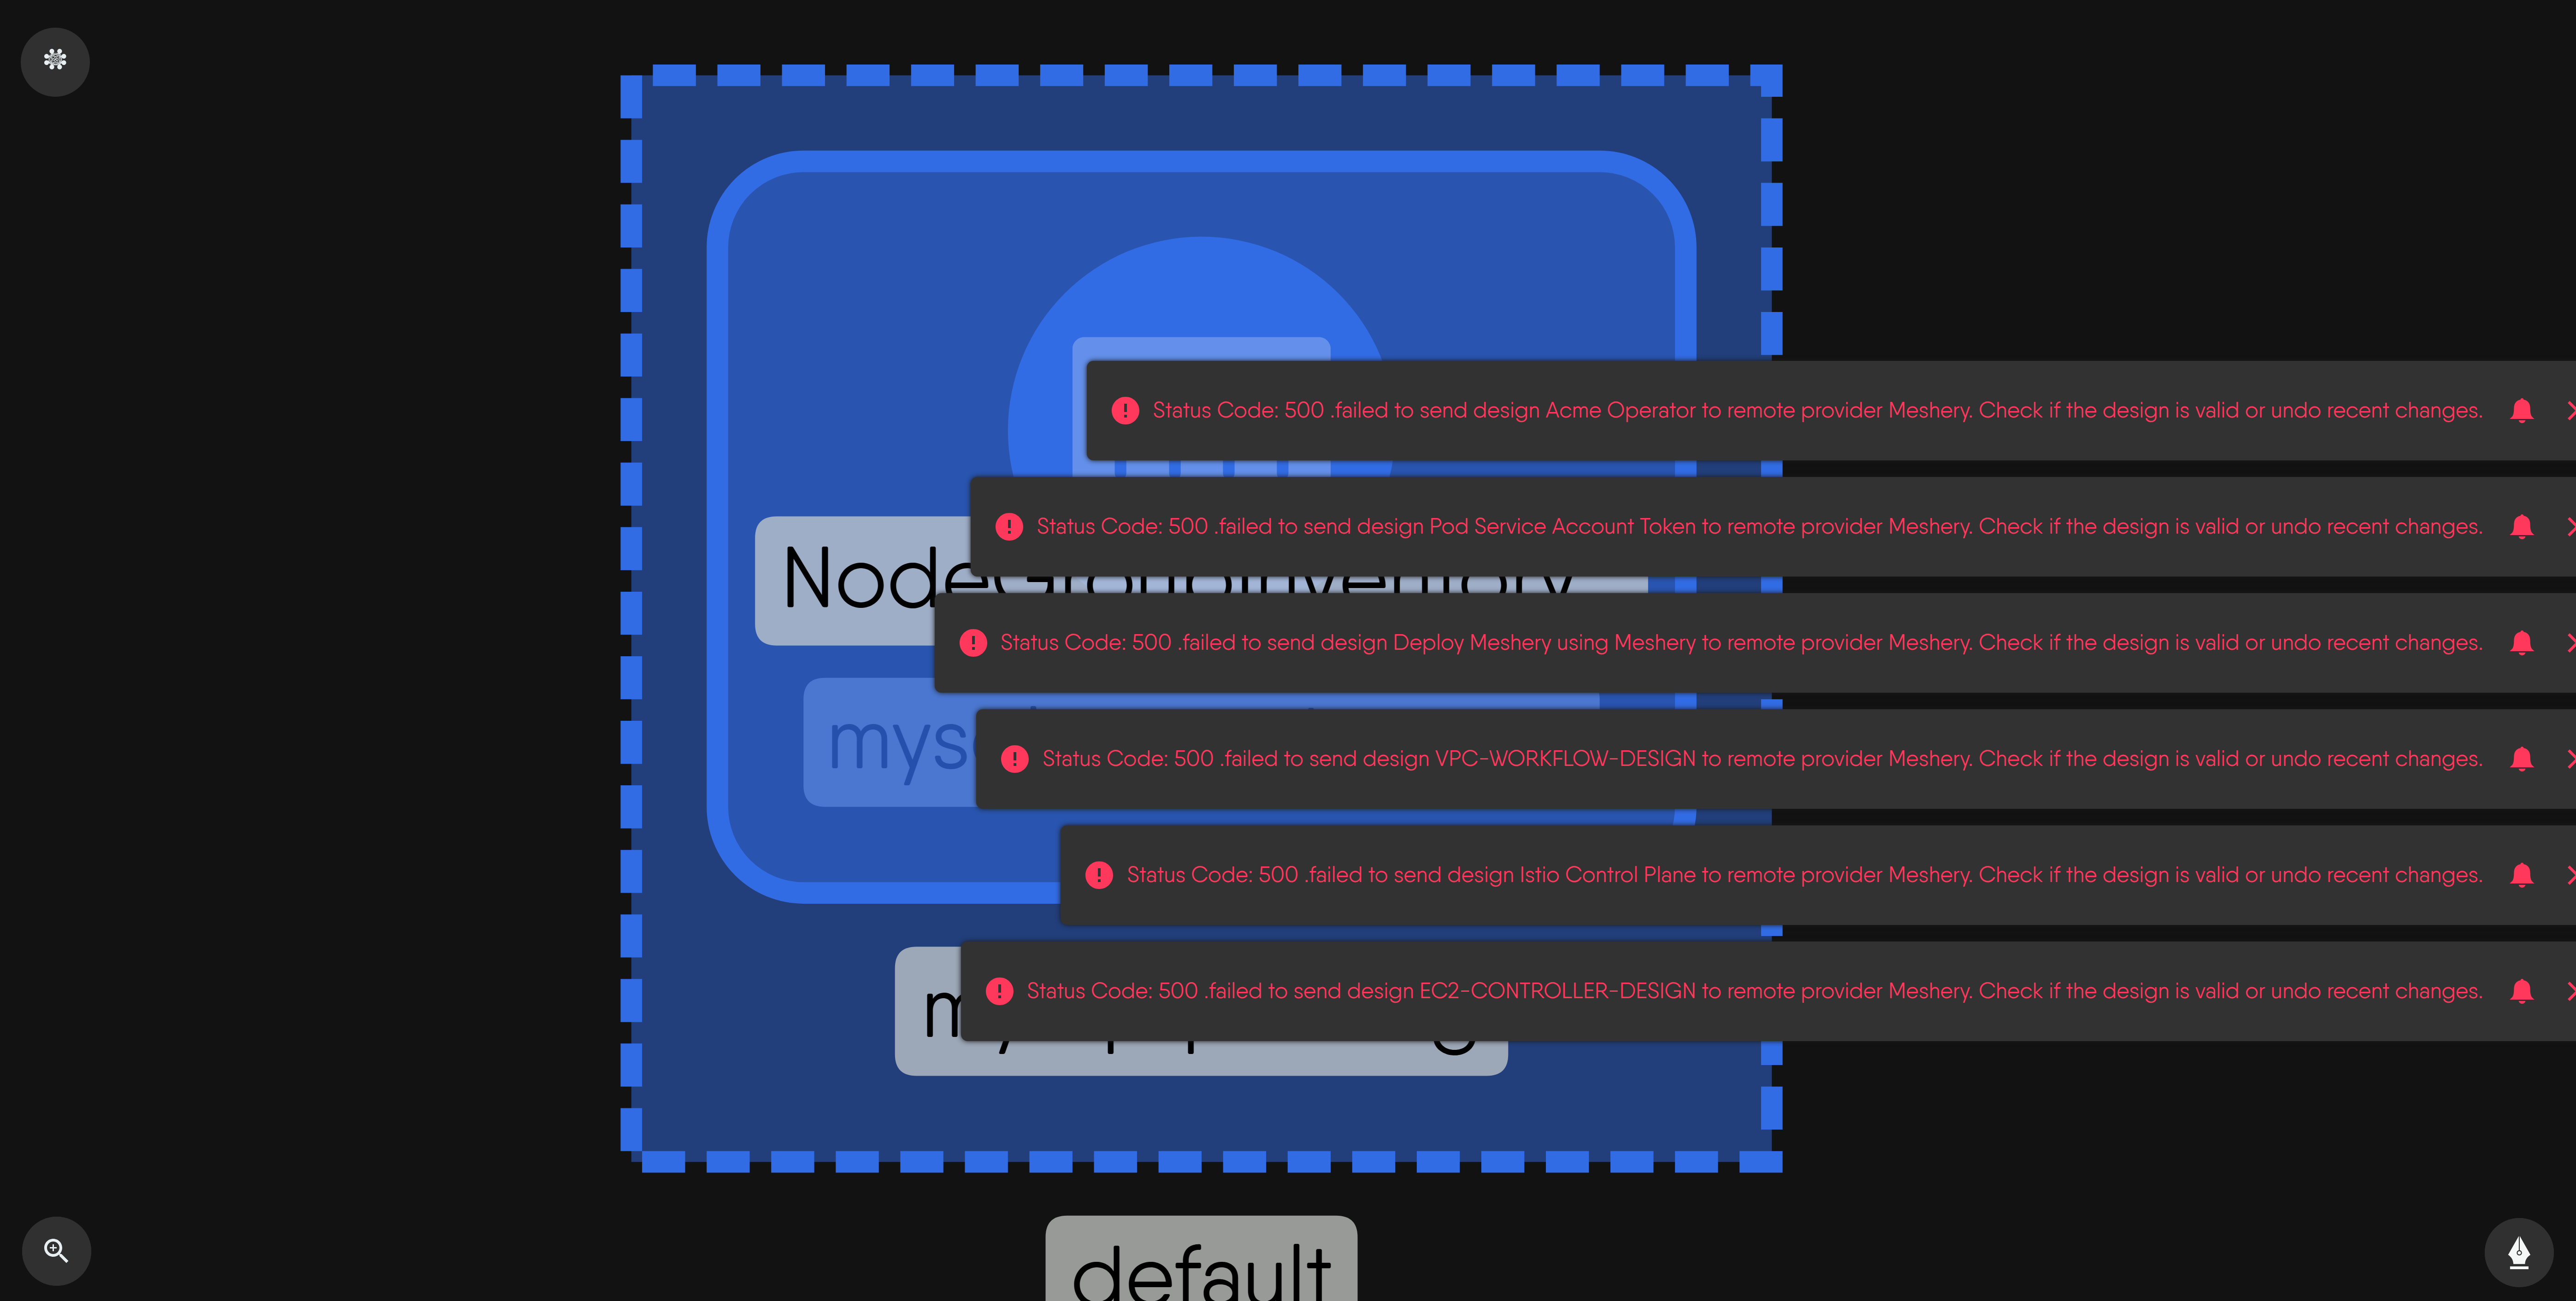 Status Code: 500 .failed to send design Acme Operator to remote provider Meshery. Check if the design is valid or undo recent changes.
Status Code: 500 .failed to send design Pod Service Account Token to remote provider Meshery. Check if the design is valid or undo recent changes.
NodeGroupInventory
Status Code: 500 .failed to send design Deploy Meshery using Meshery to remote provider Meshery. Check if the design is valid or undo recent changes.
Status Code: 500 .failed to send design VPC-WORKFLOW-DESIGN to remote provider Meshery. Check if the design is valid or undo recent changes.
Status Code: 500 .failed to send design Istio Control Plane to remote provider Meshery. Check if the design is valid or undo recent changes.
Status Code: 500 .failed to send design EC2-CONTROLLER-DESIGN to remote provider Meshery. Check if the design is valid or undo recent changes.
default